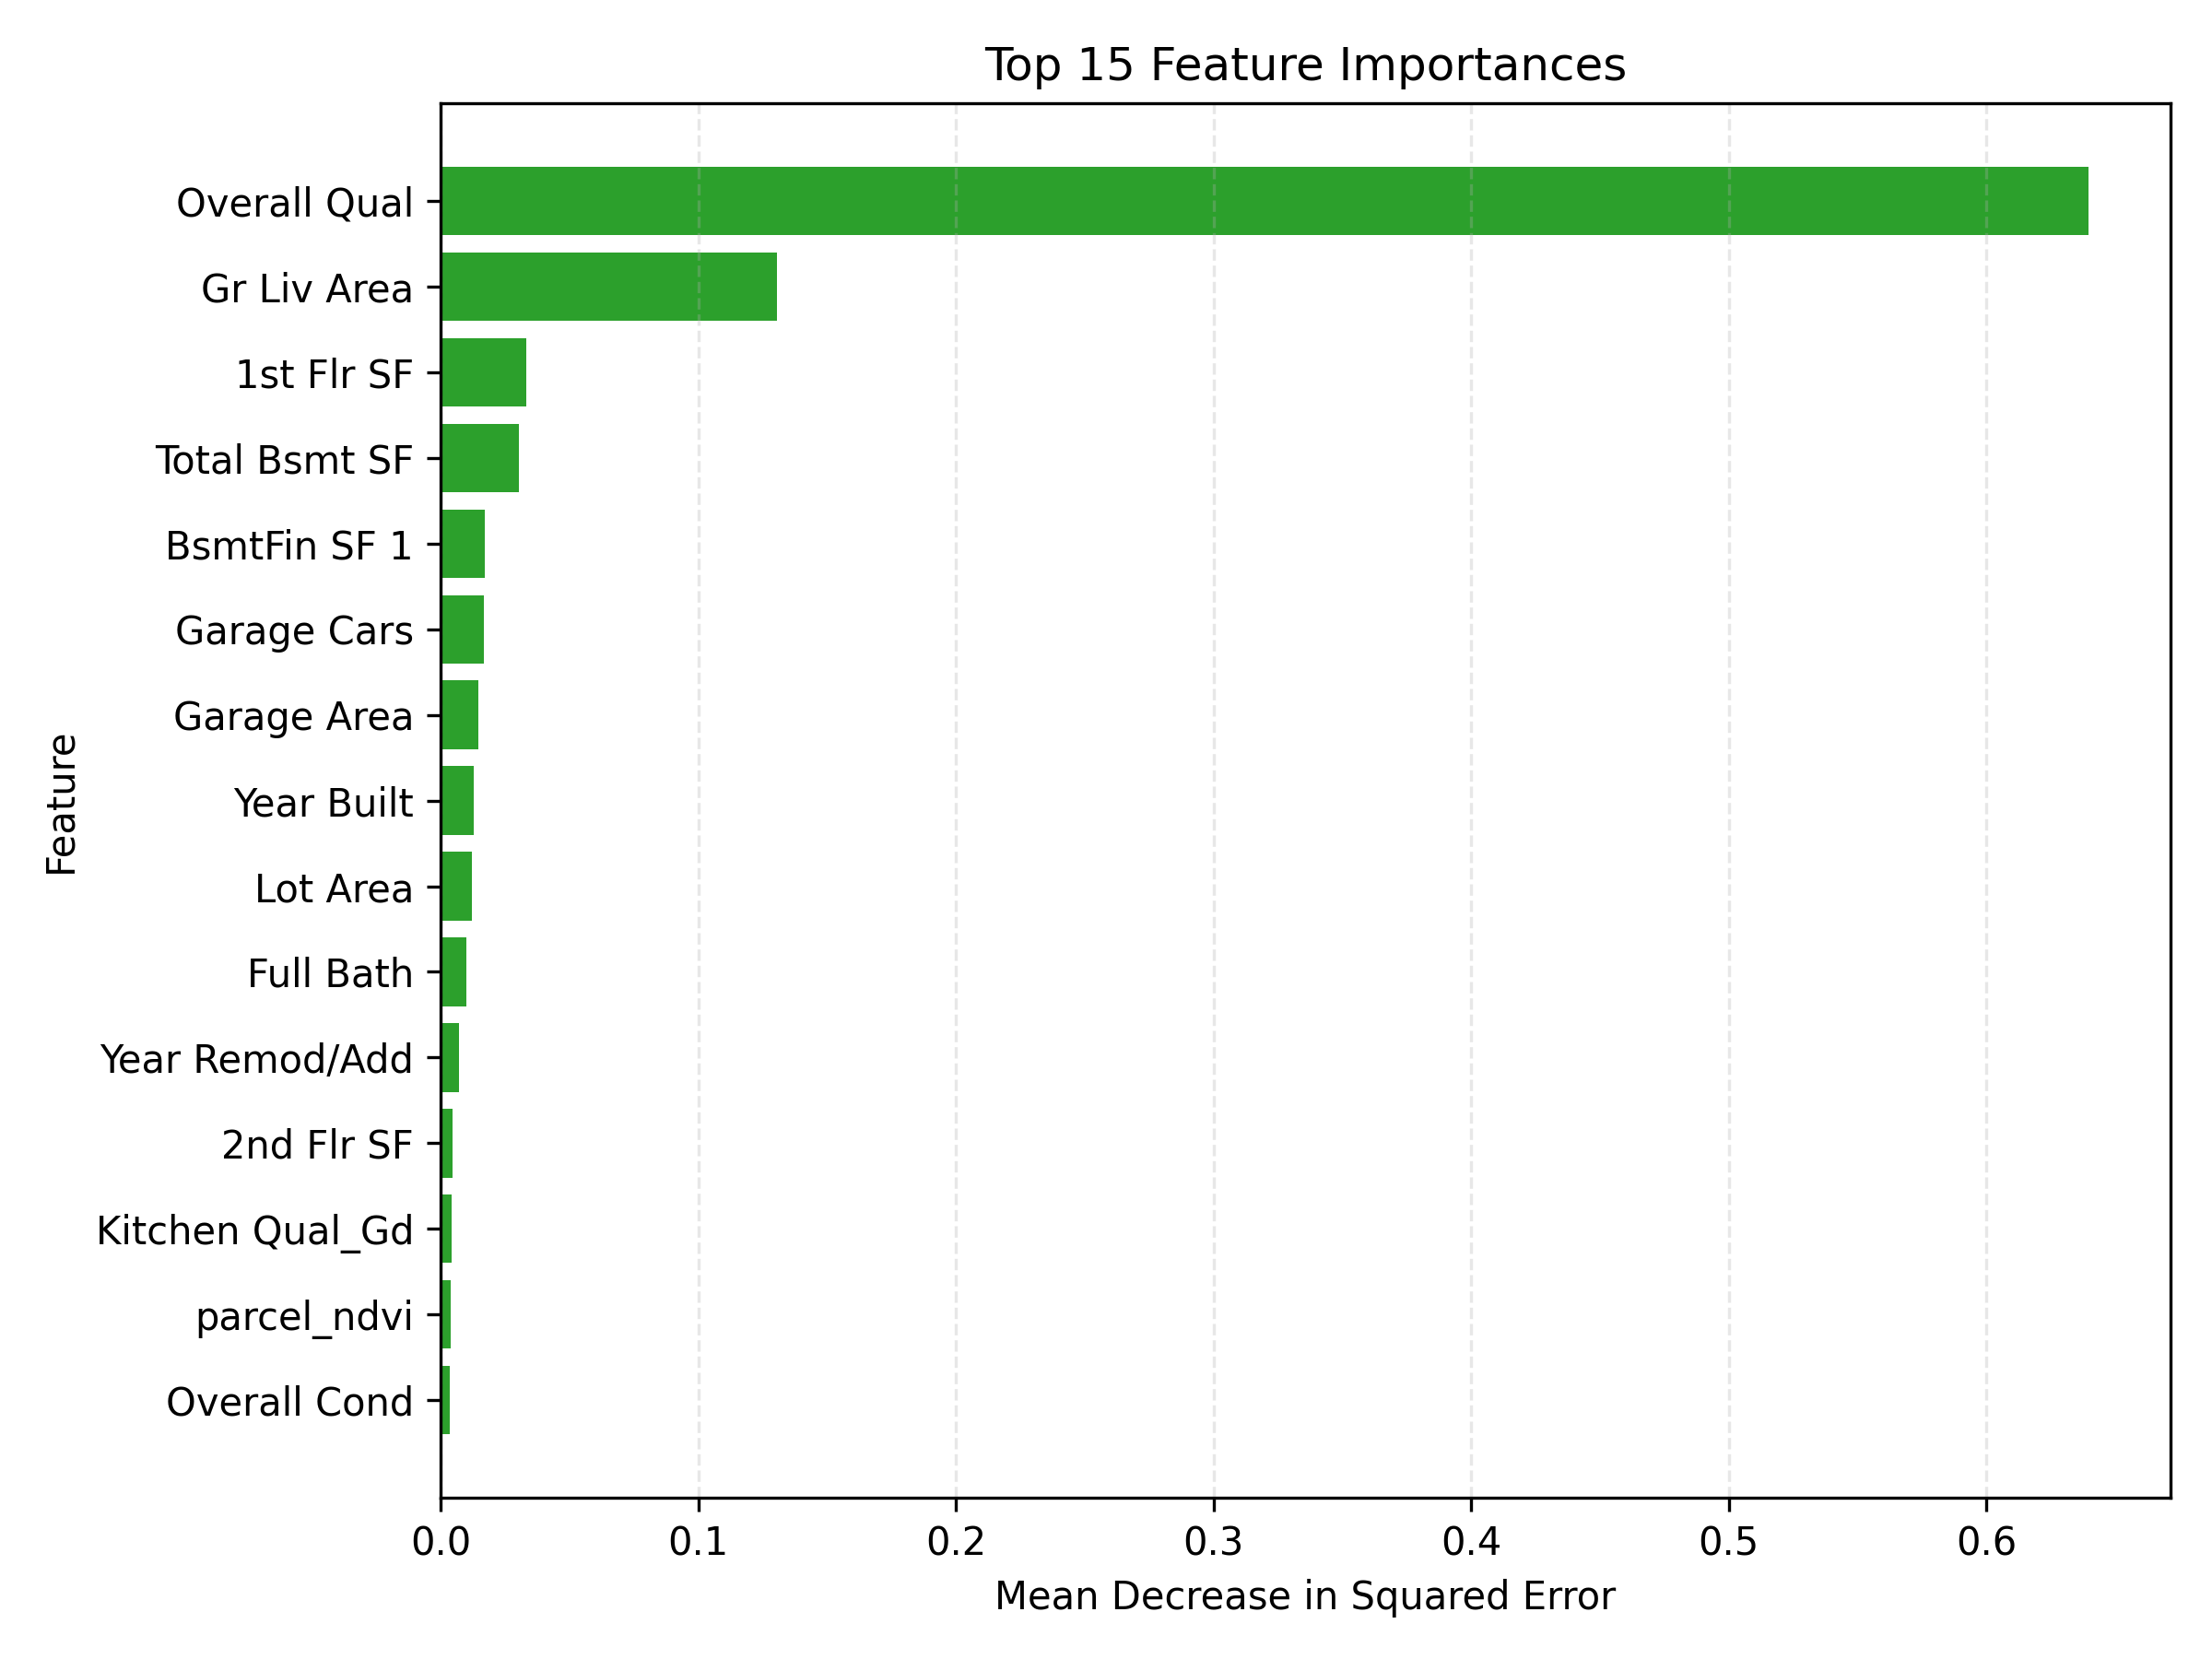 Top 15 Feature Importances
Overall Qual
Gr Liv Area
1st Flr SF
Total Bsmt SF
BsmtFin SF 1
Garage Cars
Garage Area
Year Built
Lot Area
Full Bath
Year Remod/Add
2nd Flr SF
Kitchen Qual_Gd
parcel_ndvi
Overall Cond
Feature
0.0 0.1 0.2 0.3 0.4 0.5 0.6
Mean Decrease in Squared Error